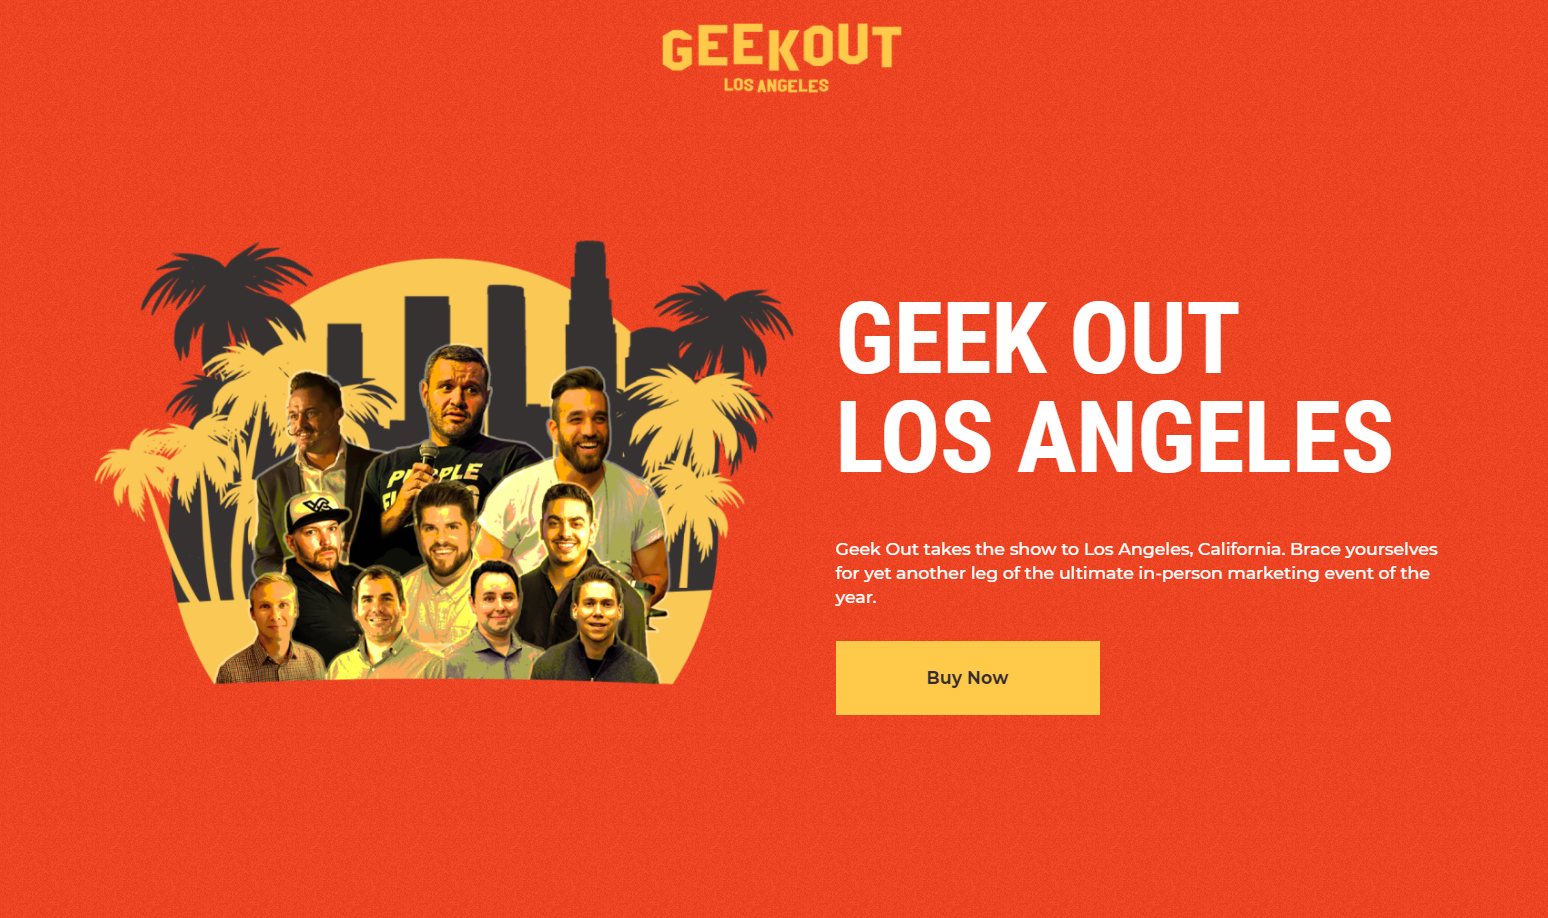 GEEKOUT
LOS ANGELES
GEEK OUT
LOS ANGELES
Geek Out takes the show to Los Angeles, California. Brace yourselves
for yet another leg of the ultimate in-person marketing event of the
year.
Buy Now